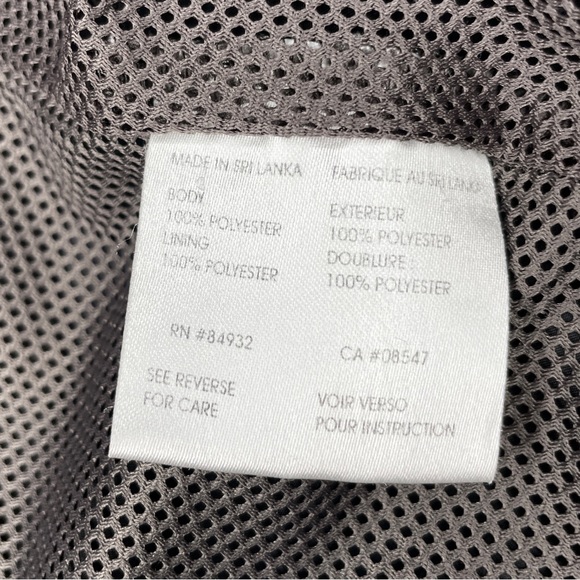 MADE IN SRI LANKA
BODY
100% POLYESTER
LINING
100% POLYESTER
RN #84932
SEE REVERSE
FOR CARE
FABRIQUE AU SRI LANKA
EXTERIEUR
100% POLYESTER
DOUBLURE :
100% POLYESTER
CA #08547
VOIR VERSO
POUR INSTRUCTION